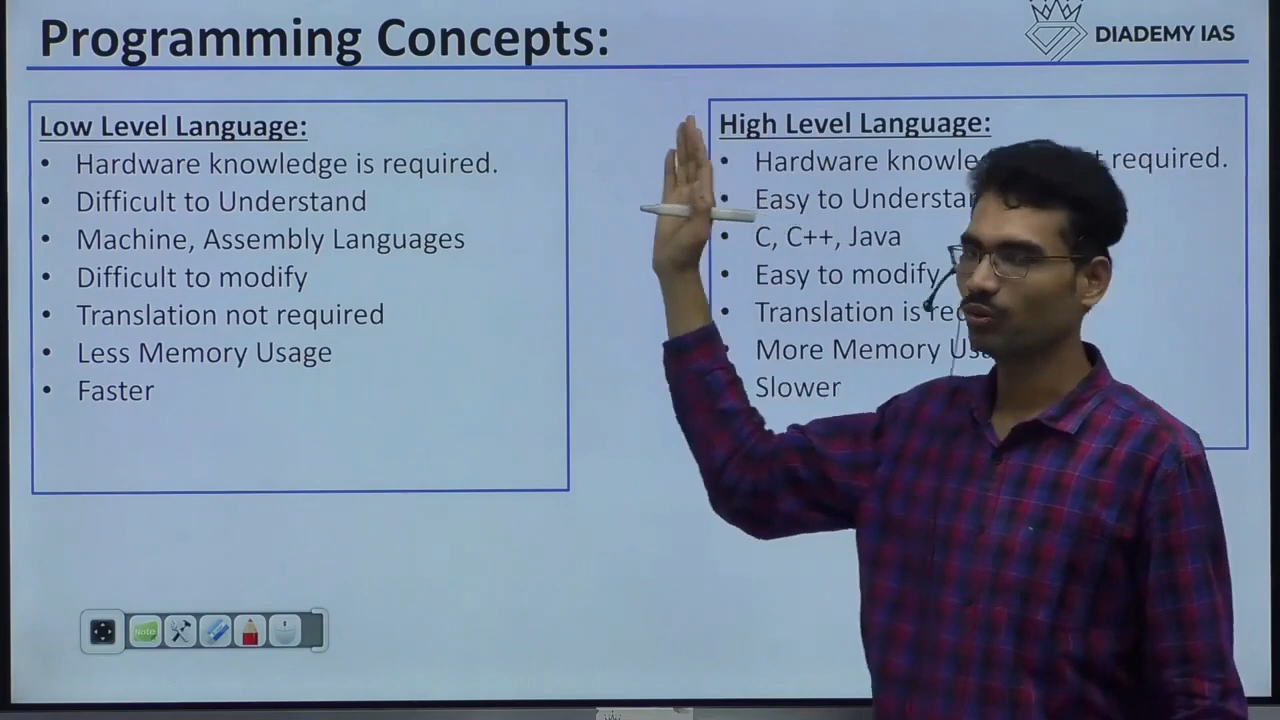 Programming Concepts:
DIADEMY IAS
Low Level Language:
• Hardware knowledge is required.
• Difficult to Understand
• Machine, Assembly Languages
• Difficult to modify
• Translation not required
• Less Memory Usage
• Faster
High Level Language:
• required.
• Easy to
• C, C++, Java
• Easy to modify
• Translation is
• More Memory
Slower
Note